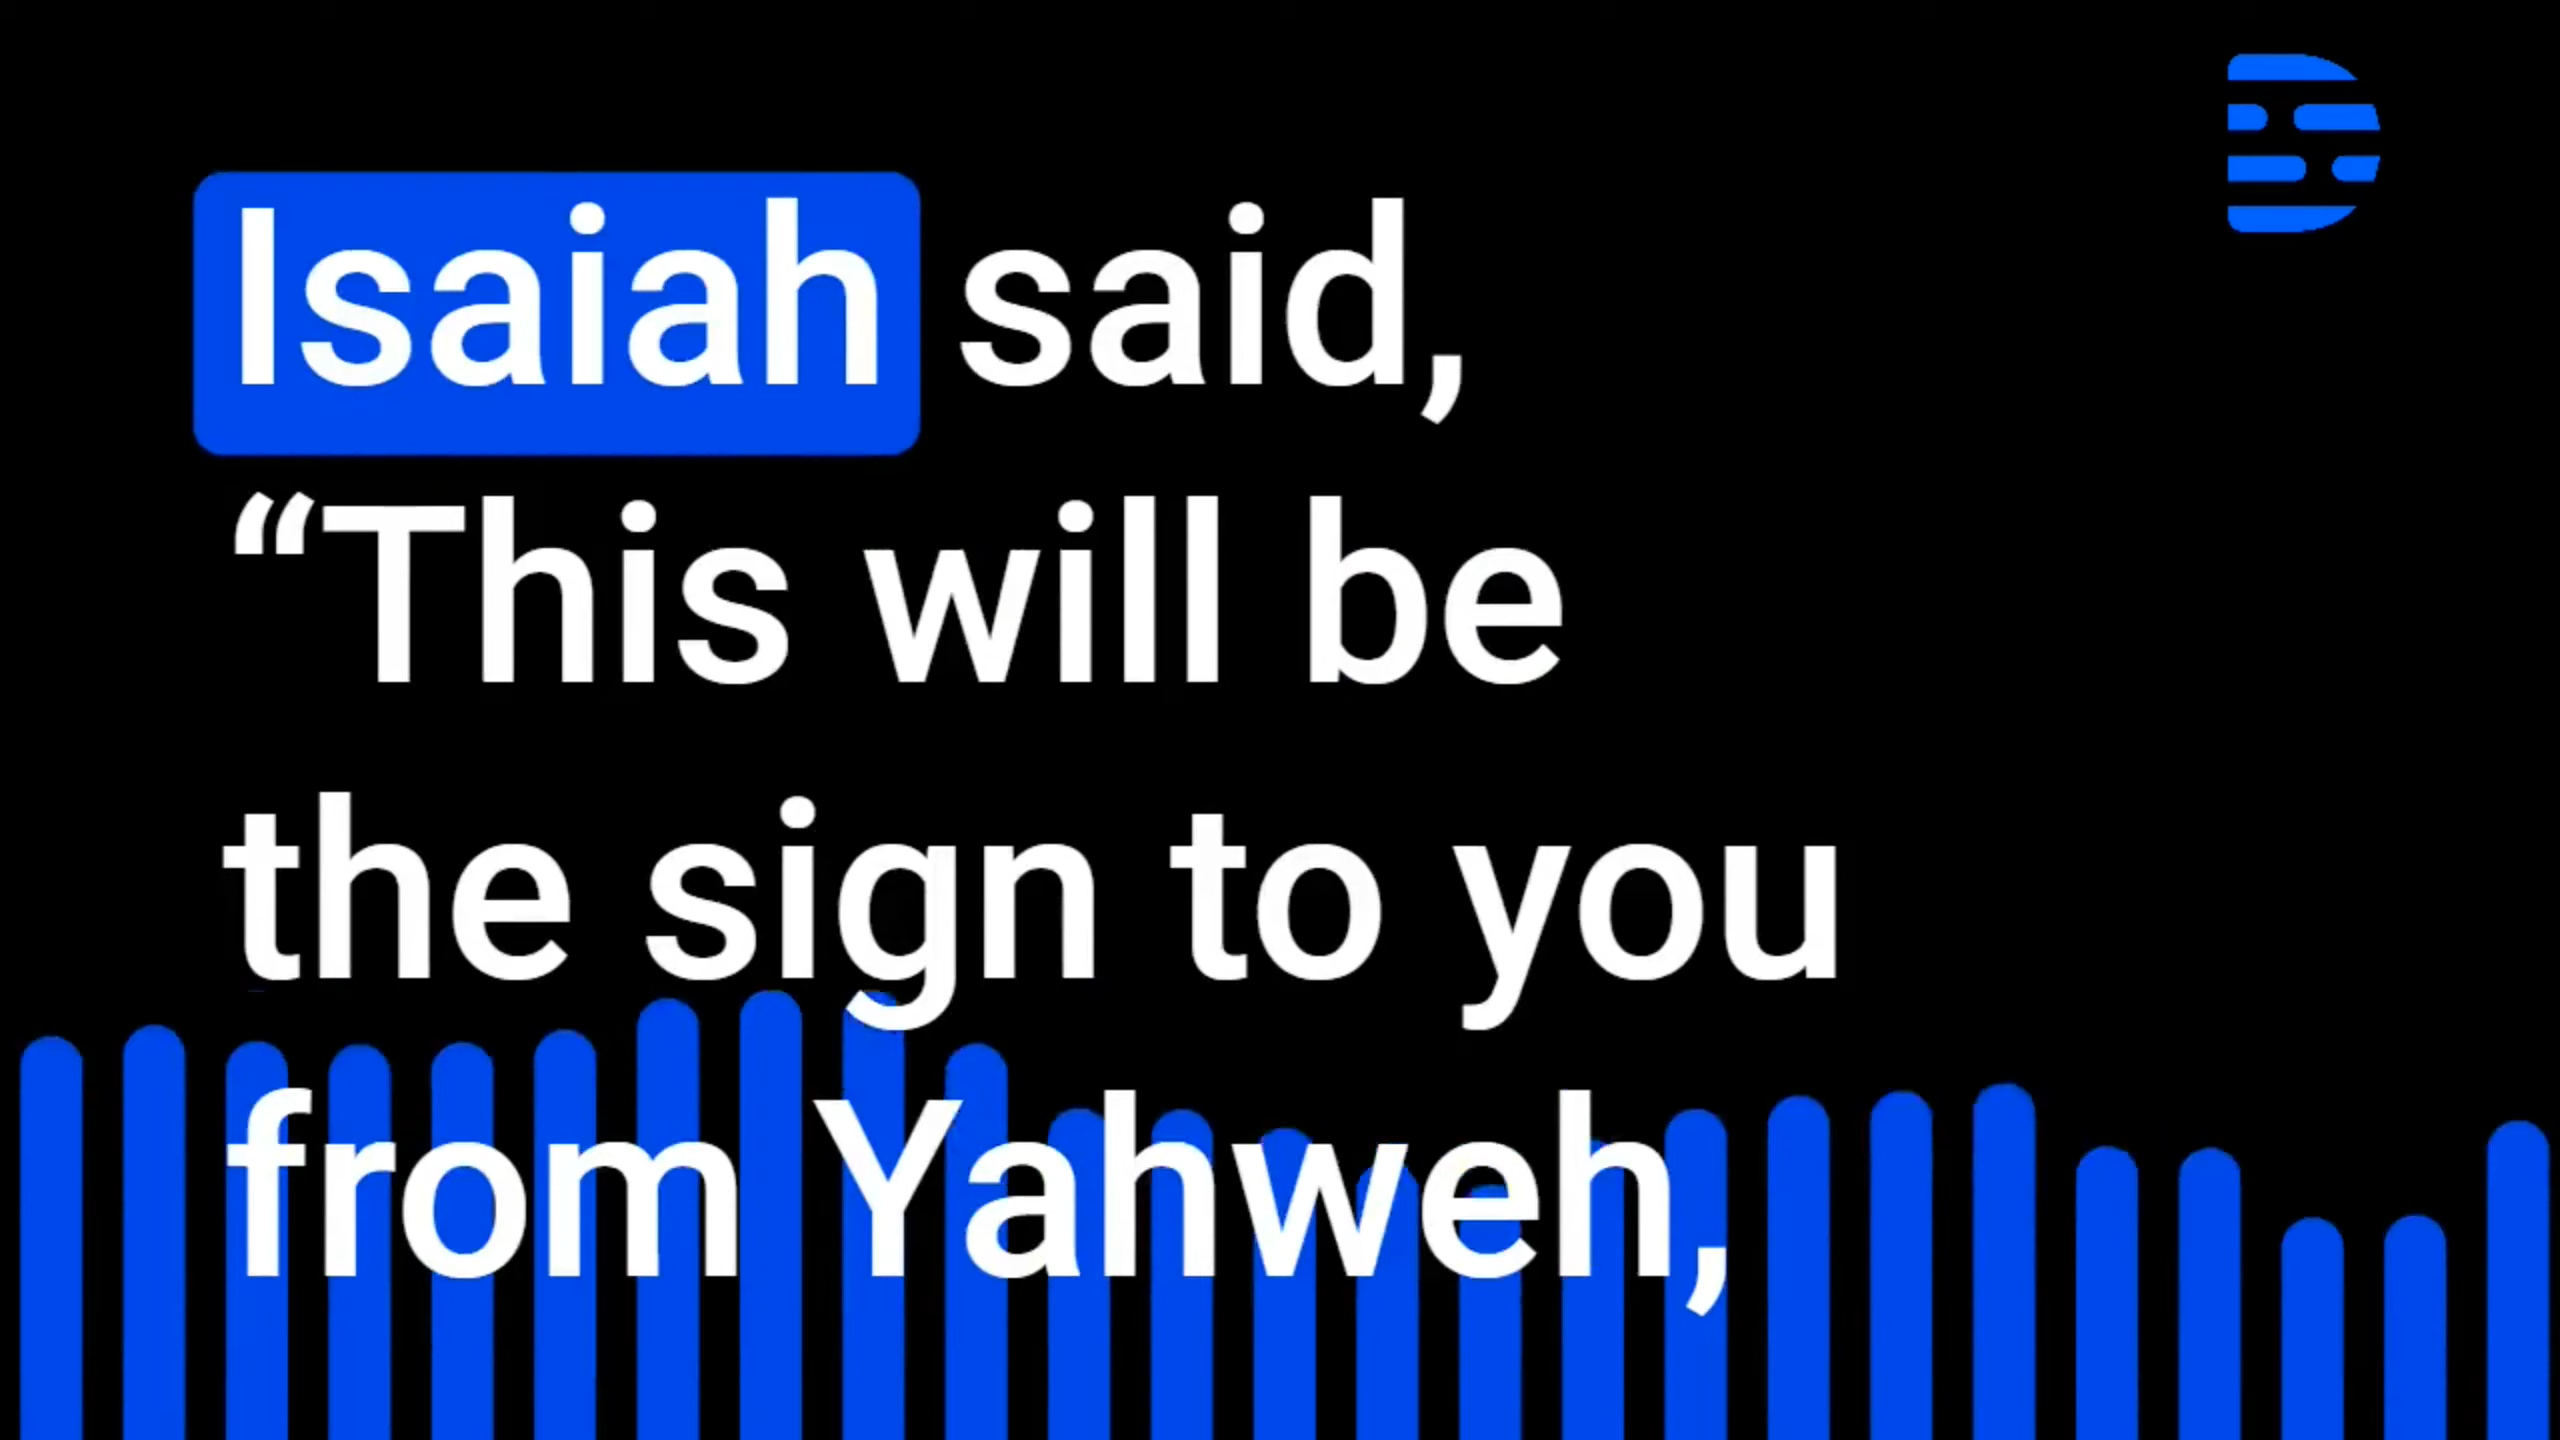 Isaiah said,
“This will be
the sign to you
from Yahweh,